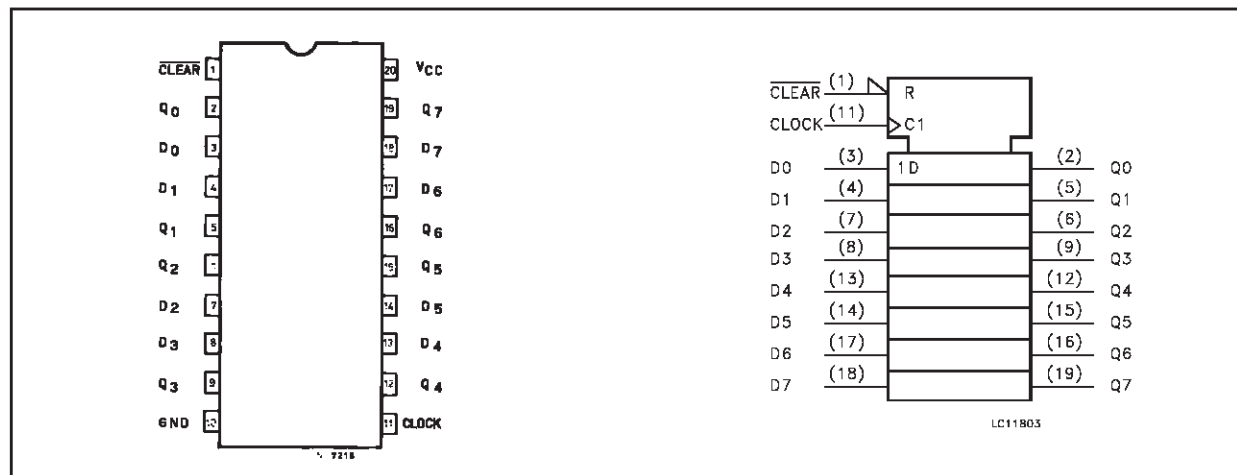 CLEAR 1 20 VCC
Q0 2 19 Q7
D0 3 18 D7
D1 4 17 D6
Q1 5 16 Q6
Q2 15 Q5
D2 7 14 D5
D3 8 13 D4
Q3 9 12 Q4
GND 10 11 CLOCK
CLEAR (1) R
CLOCK (11) C1
D0 (3) 1D (2) Q0
D1 (4) (5) Q1
D2 (7) (6) Q2
D3 (8) (9) Q3
D4 (13) (12) Q4
D5 (14) (15) Q5
D6 (17) (16) Q6
D7 (18) (19) Q7
LC11803